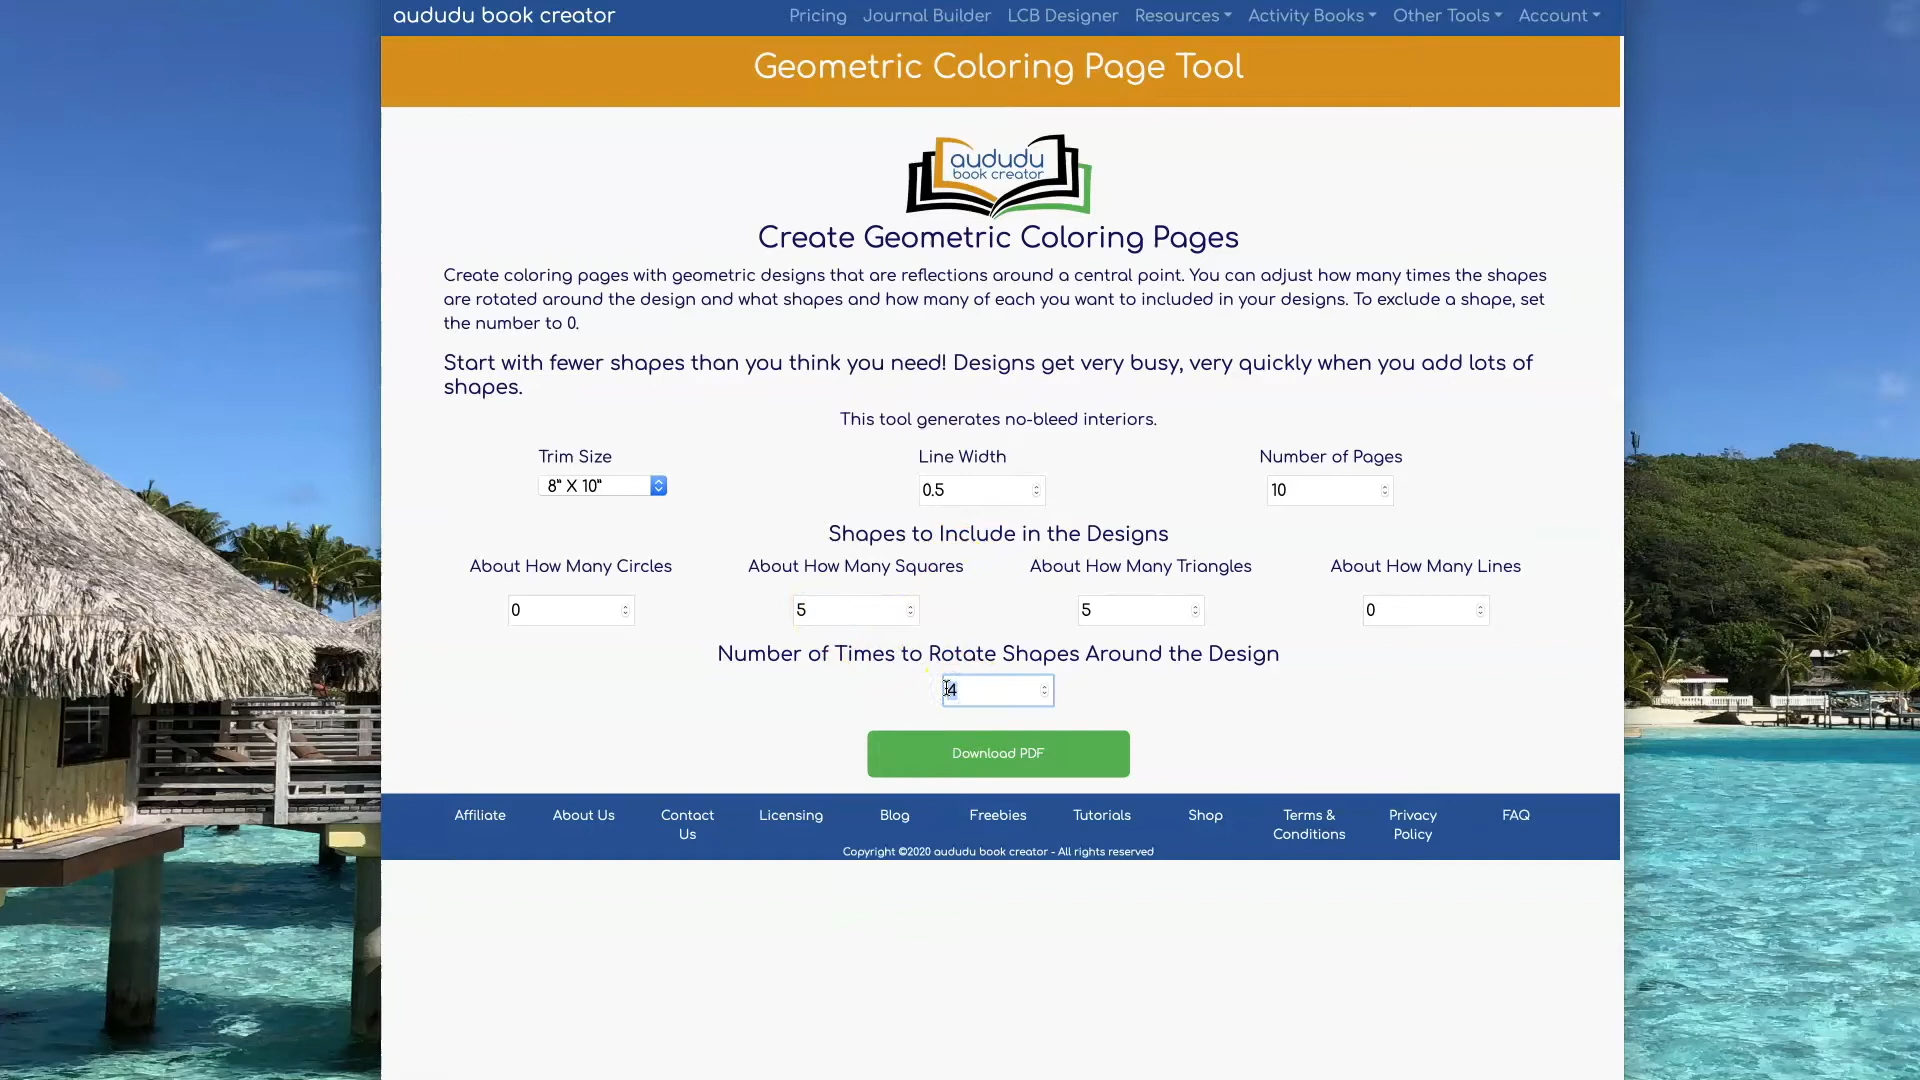 aududu book creator
Pricing Journal Builder LCB Designer Resources Activity Books Other Tools Account
Geometric Coloring Page Tool
aududu
book creator
Create Geometric Coloring Pages
Create coloring pages with geometric designs that are reflections around a central point. You can adjust how many times the shapes
are rotated around the design and what shapes and how many of each you want to included in your designs. To exclude a shape, set
the number to 0.
Start with fewer shapes than you think you need! Designs get very busy, very quickly when you add lots of
shapes.
This tool generates no-bleed interiors.
Trim Size Line Width Number of Pages
8" X 10" 0.5 10
Shapes to Include in the Designs
About How Many Circles About How Many Squares About How Many Triangles About How Many Lines
0 5 5 0
Number of Times to Rotate Shapes Around the Design
4
Download PDF
Affiliate About Us Contact Us Licensing Blog Freebies Tutorials Shop Terms & Conditions Privacy Policy FAQ
Copyright ©2020 aududu book creator - All rights reserved